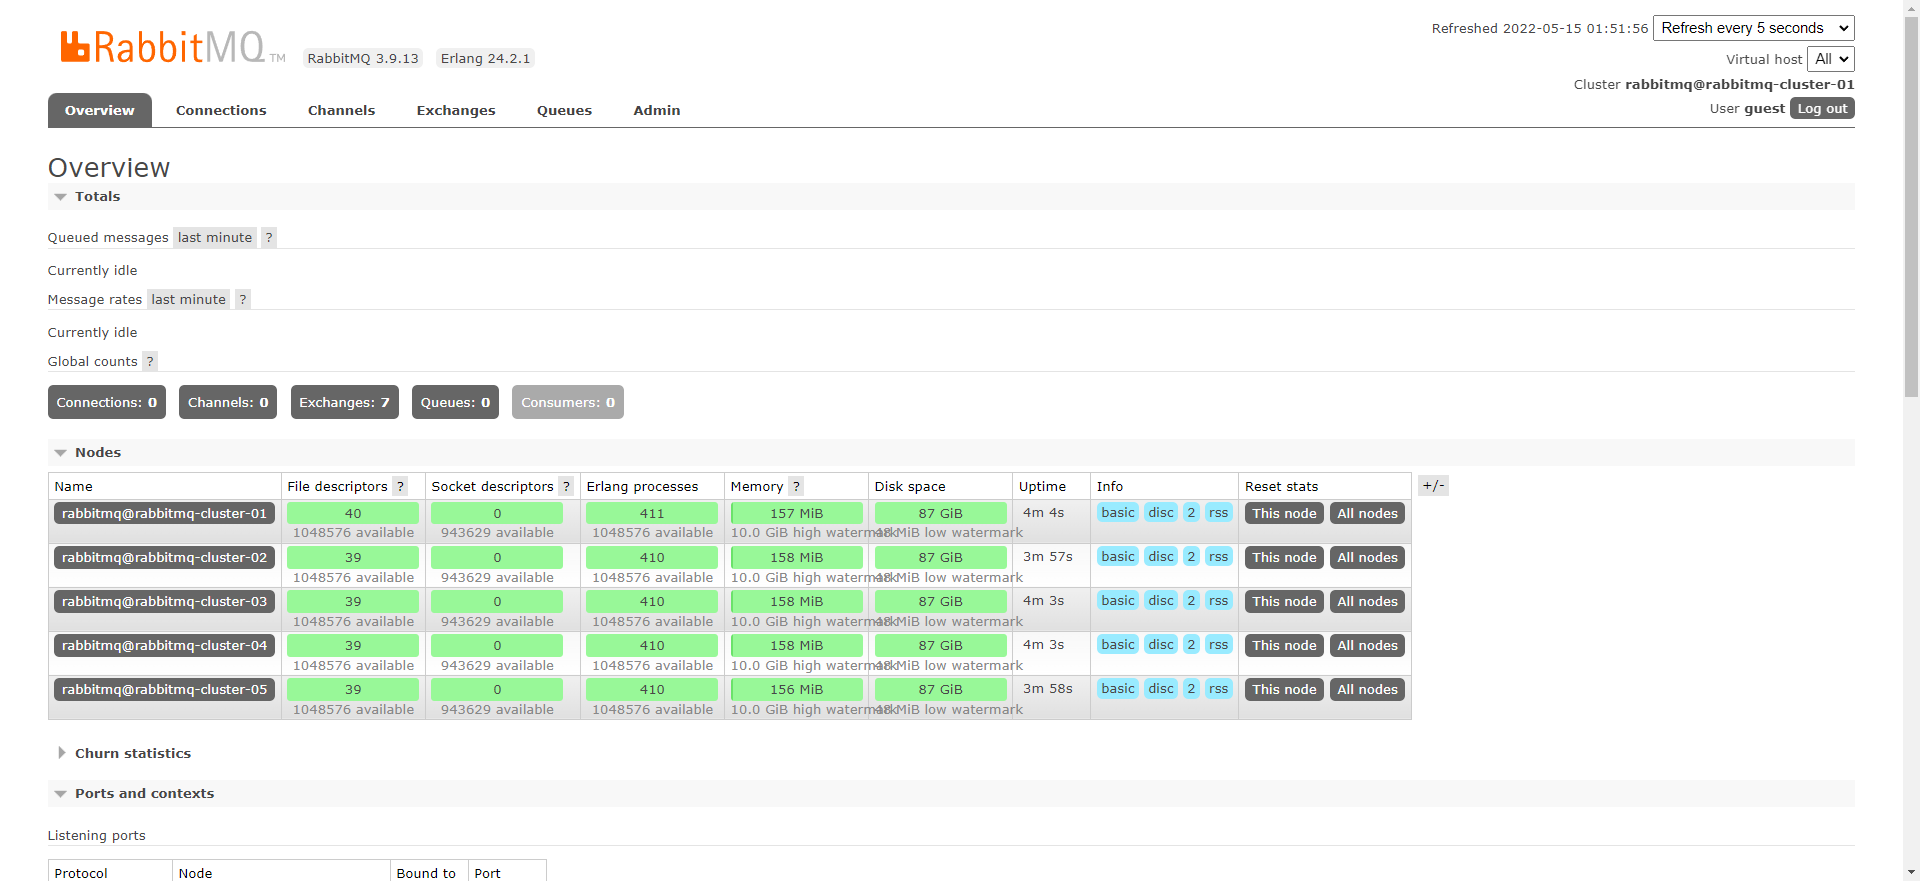 RabbitMQ TM RabbitMQ 3.9.13 Erlang 24.2.1
Refreshed 2022-05-15 01:51:56 Refresh every 5 seconds
Virtual host All
Cluster rabbitmq@rabbitmq-cluster-01
User guest Log out
Overview Connections Channels Exchanges Queues Admin
Overview
Totals
Queued messages last minute ?
Currently idle
Message rates last minute ?
Currently idle
Global counts ?
Connections: 0 Channels: 0 Exchanges: 7 Queues: 0 Consumers: 0
Nodes
Name File descriptors ? Socket descriptors ? Erlang processes Memory ? Disk space Uptime Info Reset stats +/-
rabbitmq@rabbitmq-cluster-01 40 0 411 157 MiB 87 GiB 4m 4s basic disc 2 rss This node All nodes
1048576 available 943629 available 1048576 available 10.0 GiB high watermark 48 MiB low watermark
rabbitmq@rabbitmq-cluster-02 39 0 410 158 MiB 87 GiB 3m 57s basic disc 2 rss This node All nodes
1048576 available 943629 available 1048576 available 10.0 GiB high watermark 48 MiB low watermark
rabbitmq@rabbitmq-cluster-03 39 0 410 158 MiB 87 GiB 4m 3s basic disc 2 rss This node All nodes
1048576 available 943629 available 1048576 available 10.0 GiB high watermark 48 MiB low watermark
rabbitmq@rabbitmq-cluster-04 39 0 410 158 MiB 87 GiB 4m 3s basic disc 2 rss This node All nodes
1048576 available 943629 available 1048576 available 10.0 GiB high watermark 48 MiB low watermark
rabbitmq@rabbitmq-cluster-05 39 0 410 156 MiB 87 GiB 3m 58s basic disc 2 rss This node All nodes
1048576 available 943629 available 1048576 available 10.0 GiB high watermark 48 MiB low watermark
Churn statistics
Ports and contexts
Listening ports
Protocol Node Bound to Port